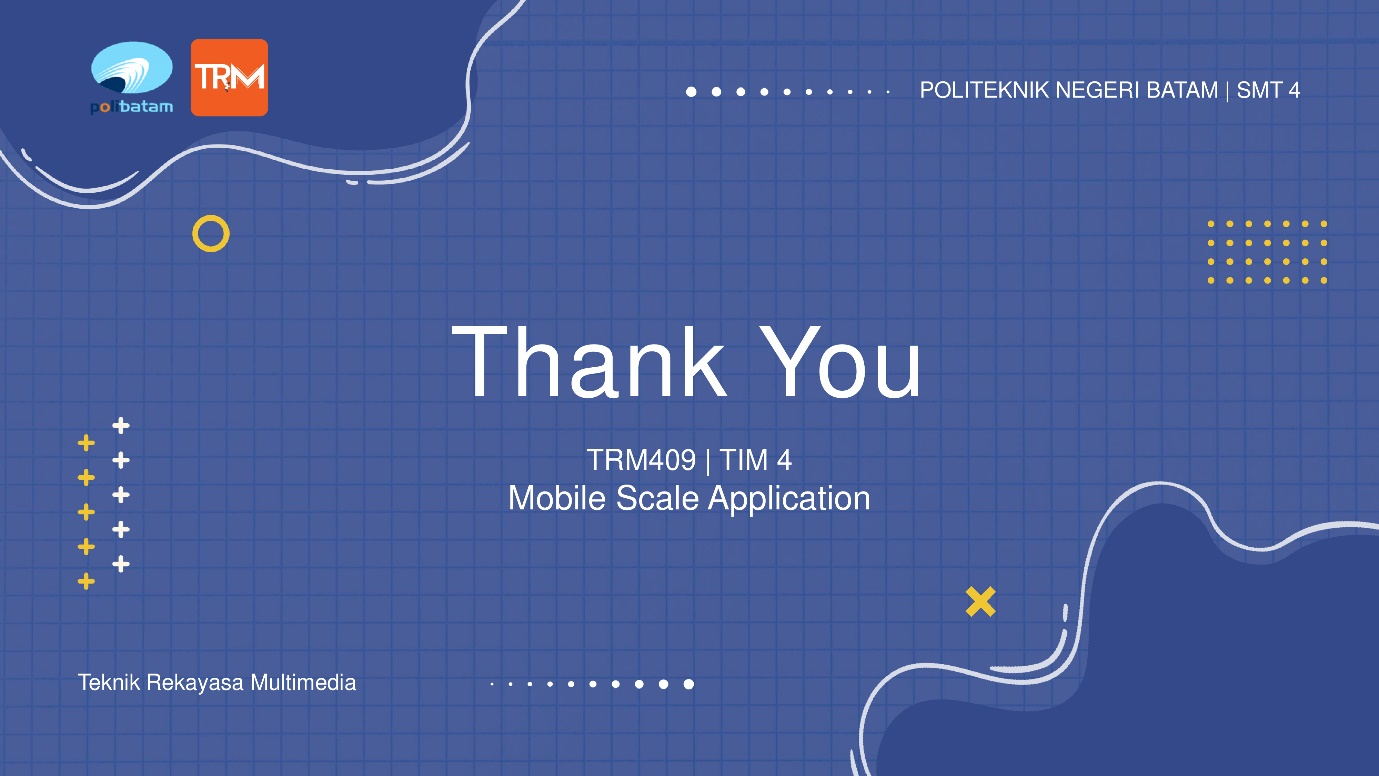 polibatam
TRM
POLITEKNIK NEGERI BATAM | SMT 4
Thank You
TRM409 | TIM 4
Mobile Scale Application
Teknik Rekayasa Multimedia